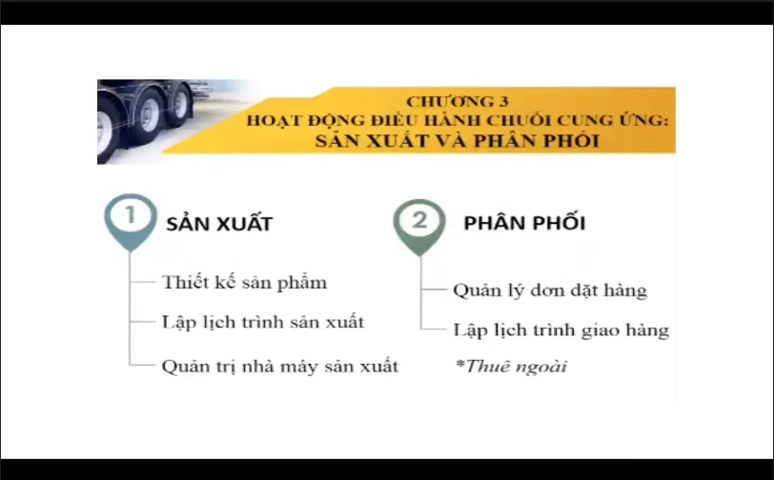 CHƯƠNG 3
HOẠT ĐỘNG ĐIỀU HÀNH CHUỖI CUNG ỨNG:
SẢN XUẤT VÀ PHÂN PHỐI
1
SẢN XUẤT
Thiết kế sản phẩm
Lập lịch trình sản xuất
Quản trị nhà máy sản xuất
2
PHÂN PHỐI
Quản lý đơn đặt hàng
Lập lịch trình giao hàng
*Thuê ngoài